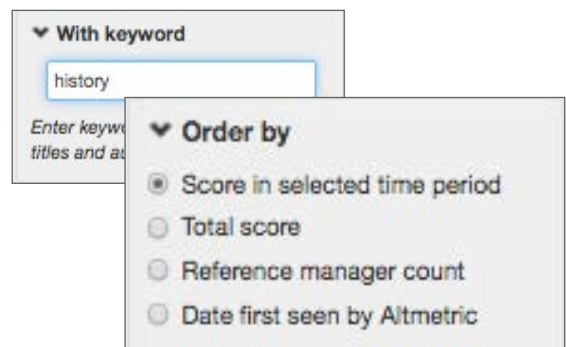 With keyword
history
Enter keyw
titles and au
Order by
Score in selected time period
Total score
Reference manager count
Date first seen by Altmetric